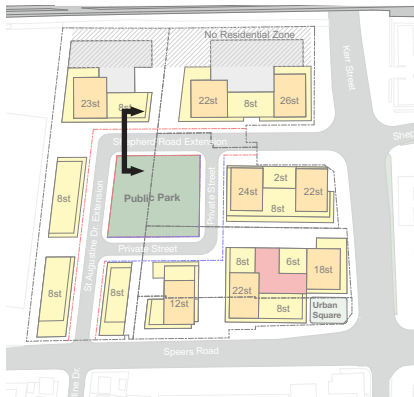 No Residential Zone
Kerr Street
23st
8st
22st
8st
26st
Shepherd Road Extension
Shep
8st
St Augustine Dr. Extension
Public Park
Private Street
24st
2st
22st
8st
Private Street
8st
8st
12st
8st
6st
22st
8st
18st
Urban
Square
Speers Road
Dr.